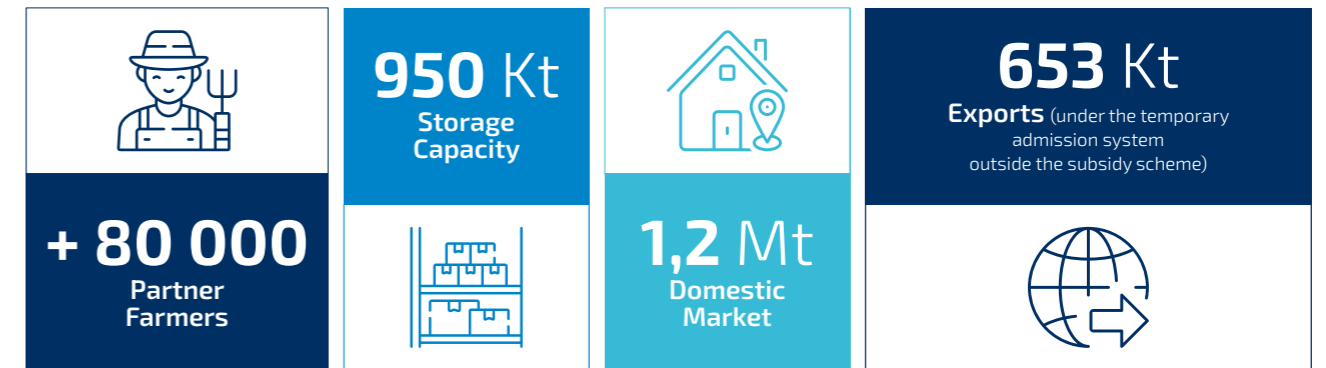 + 80 000
Partner
Farmers
950 Kt
Storage
Capacity
1,2 Mt
Domestic
Market
653 Kt
Exports (under the temporary
admission system
outside the subsidy scheme)